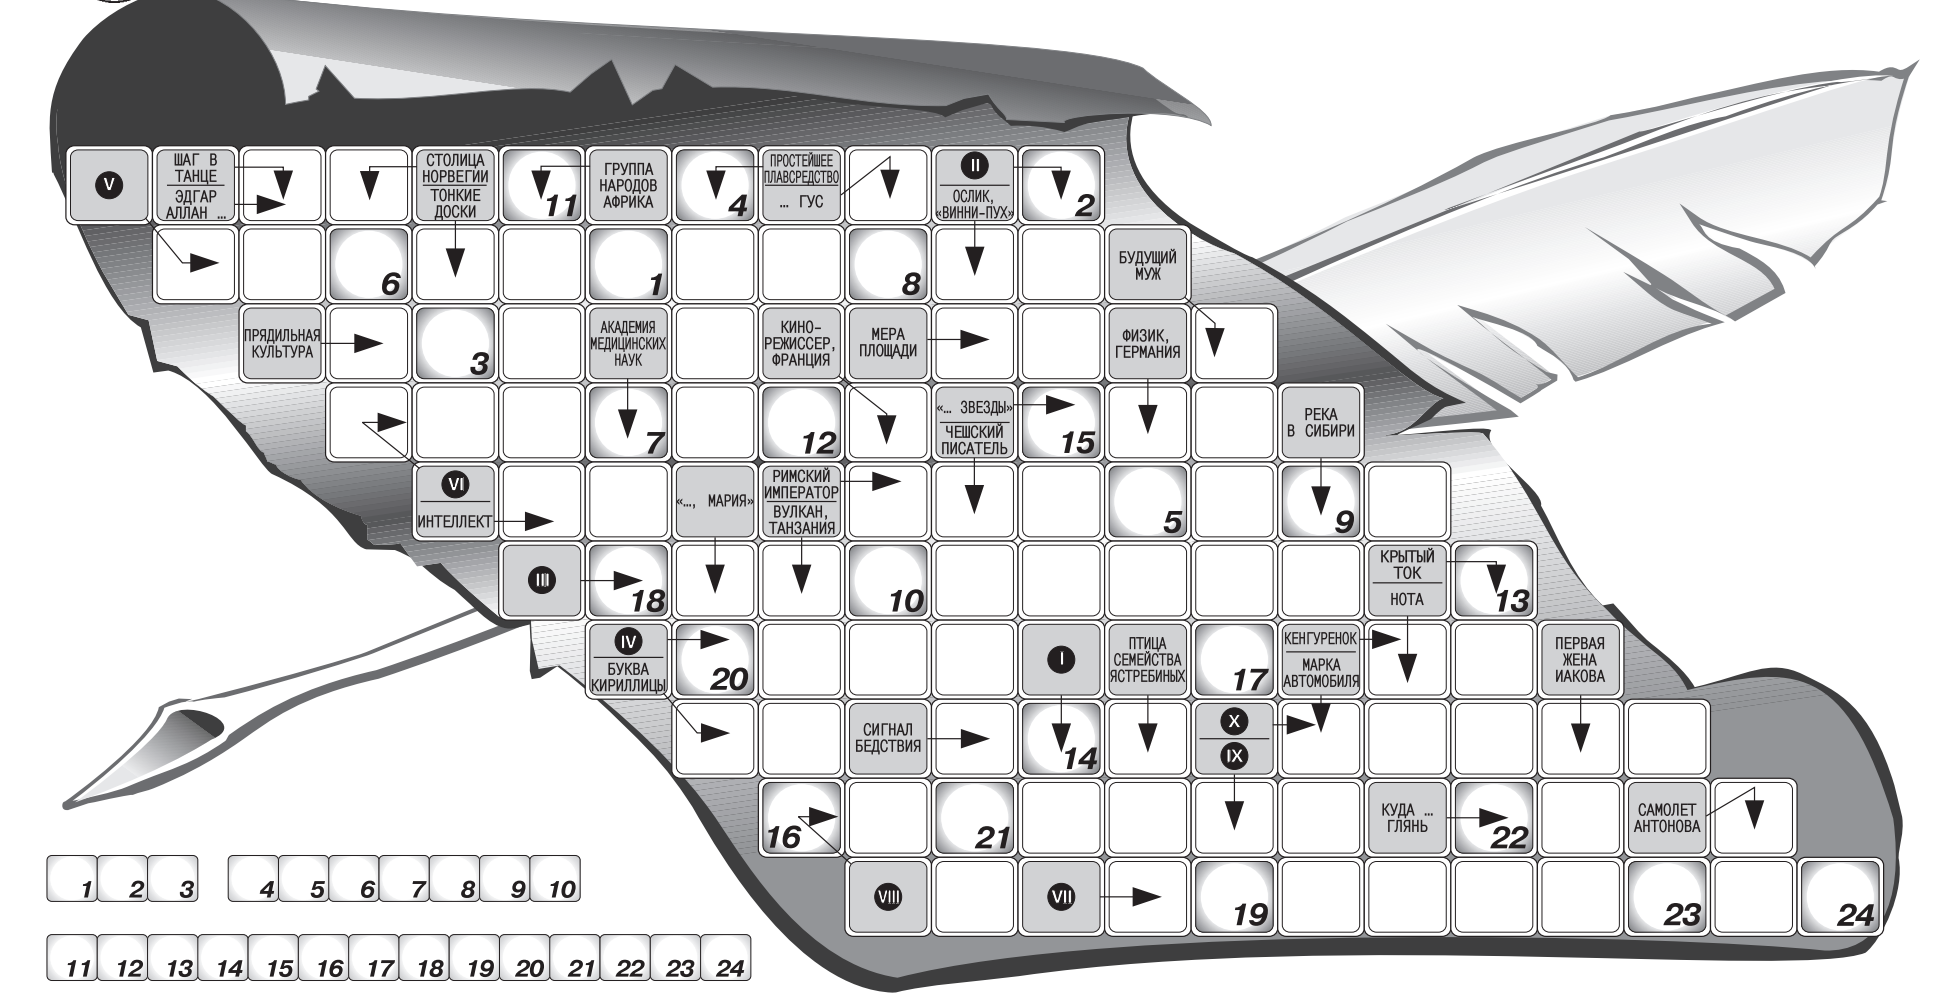 V
ШАГ В
ТАНЦЕ
ЭДГАР
АЛЛАН ...
СТОЛИЦА
НОРВЕГИИ
ТОНКИЕ
ДОСКИ
11
ГРУППА
НАРОДОВ
АФРИКА
4
ПРОСТЕЙШЕЕ
ПЛАВСРЕДСТВО
... ГУС
II
ОСЛИК,
«ВИННИ-ПУХ»
2
6
1
8
БУДУЩИЙ
МУЖ
ПРЯДИЛЬНАЯ
КУЛЬТУРА
3
АКАДЕМИЯ
МЕДИЦИНСКИХ
НАУК
КИНО-
РЕЖИССЕР,
ФРАНЦИЯ
МЕРА
ПЛОЩАДИ
ФИЗИК,
ГЕРМАНИЯ
7
12
«... ЗВЕЗДЫ»
ЧЕШСКИЙ
ПИСАТЕЛЬ
15
РЕКА
В СИБИРИ
VI
ИНТЕЛЛЕКТ
«..., МАРИЯ»
РИМСКИЙ
ИМПЕРАТОР
ВУЛКАН,
ТАНЗАНИЯ
5
9
III
18
10
КРЫТЫЙ
ТОК
НОТА
13
IV
БУКВА
КИРИЛЛИЦЫ
20
I
ПТИЦА
СЕМЕЙСТВА
ЯСТРЕБИНЫХ
17
КЕНГУРЕНОК
МАРКА
АВТОМОБИЛЯ
ПЕРВАЯ
ЖЕНА
ИАКОВА
СИГНАЛ
БЕДСТВИЯ
14
X
IX
16
21
КУДА ...
ГЛЯНЬ
22
САМОЛЕТ
АНТОНОВА
VIII
VII
19
23
24
1 2 3 4 5 6 7 8 9 10
11 12 13 14 15 16 17 18 19 20 21 22 23 24